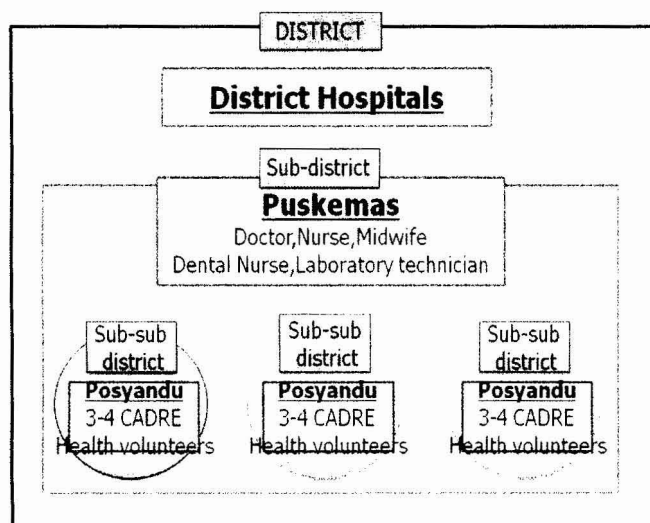 DISTRICT
District Hospitals
Sub-district
Puskemas
Doctor,Nurse,Midwife
Dental Nurse,Laboratory technician
Sub-sub
district
Posyandu
3-4 CADRE
Health volunteers
Sub-sub
district
Posyandu
3-4 CADRE
Health volunteers
Sub-sub
district
Posyandu
3-4 CADRE
Health volunteers